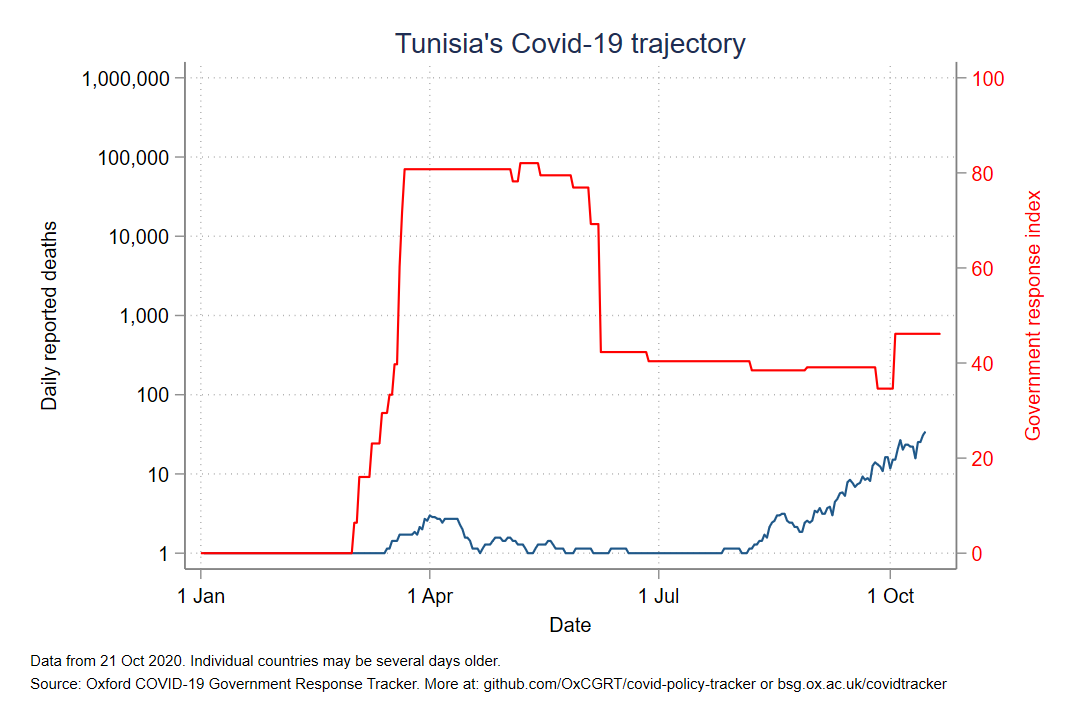 Tunisia's Covid-19 trajectory
1,000,000
100,000
10,000
1,000
100
10
1
Daily reported deaths
100
80
60
40
20
0
Government response index
1 Jan
1 Apr
1 Jul
1 Oct
Date
Data from 21 Oct 2020. Individual countries may be several days older.
Source: Oxford COVID-19 Government Response Tracker. More at: github.com/OxCGRT/covid-policy-tracker or bsg.ox.ac.uk/covidtracker